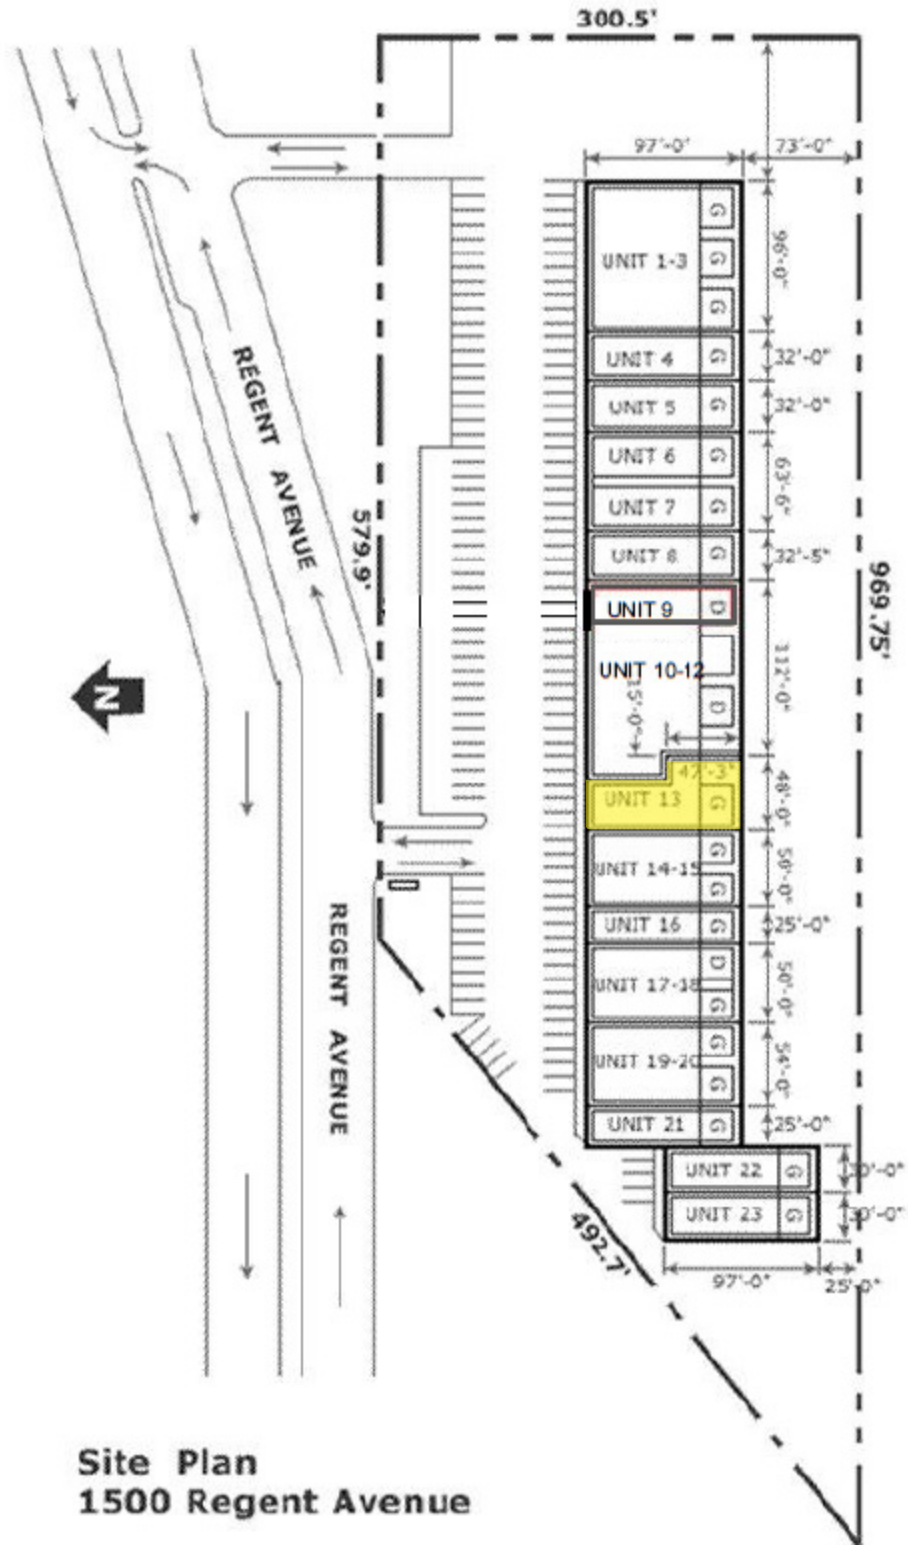 300.5'
97'-0"
73'-0"
G
G
UNIT 1-3
96'-0"
G
UNIT 4
G
32'-0"
UNIT 5
G
32'-0"
REGENT AVENUE
UNIT 6
G
63'-6"
UNIT 7
G
579.9'
UNIT 8
G
32'-5"
969.75'
UNIT 9
D
N
UNIT 10-12
112'-0"
15'-0"
D
47'-3"
UNIT 13
G
48'-0"
G
UNIT 14-15
50'-0"
G
UNIT 16
G
25'-0"
REGENT AVENUE
D
UNIT 17-18
50'-0"
G
G
UNIT 19-20
54'-0"
G
UNIT 21
G
25'-0"
UNIT 22
G
30'-0"
UNIT 23
G
30'-0"
492.7'
97'-0"
25'-0"
Site Plan
1500 Regent Avenue